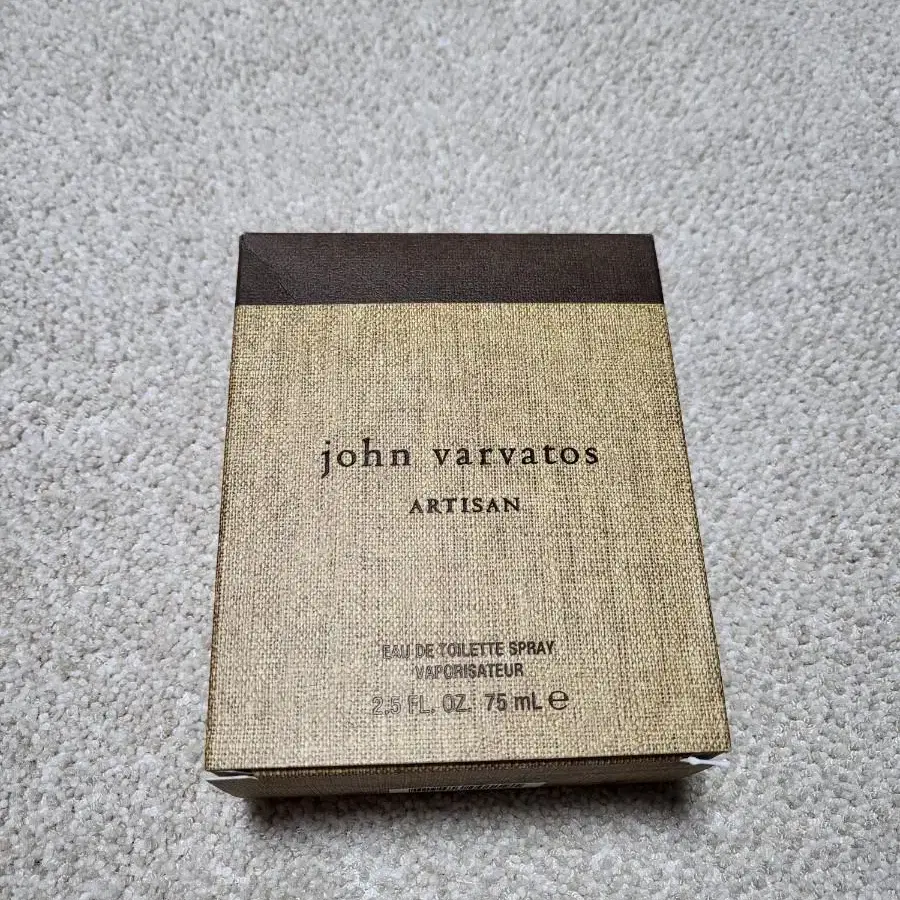 john varvatos
ARTISAN
EAU DE TOILETTE SPRAY
VAPORISATEUR
2.5 FL. OZ. 75 mL ℮